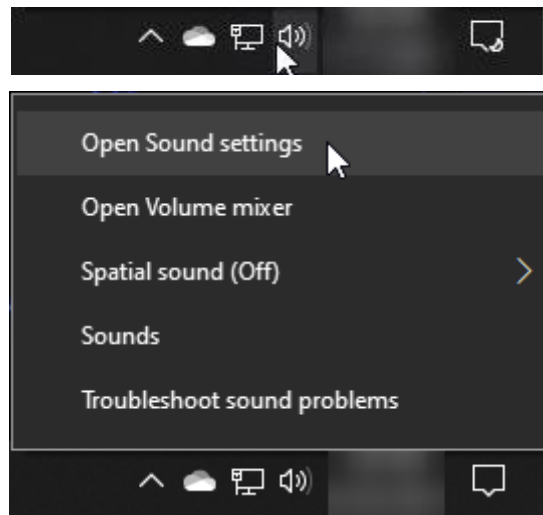 Open Sound settings
Open Volume mixer
Spatial sound (Off)
Sounds
Troubleshoot sound problems